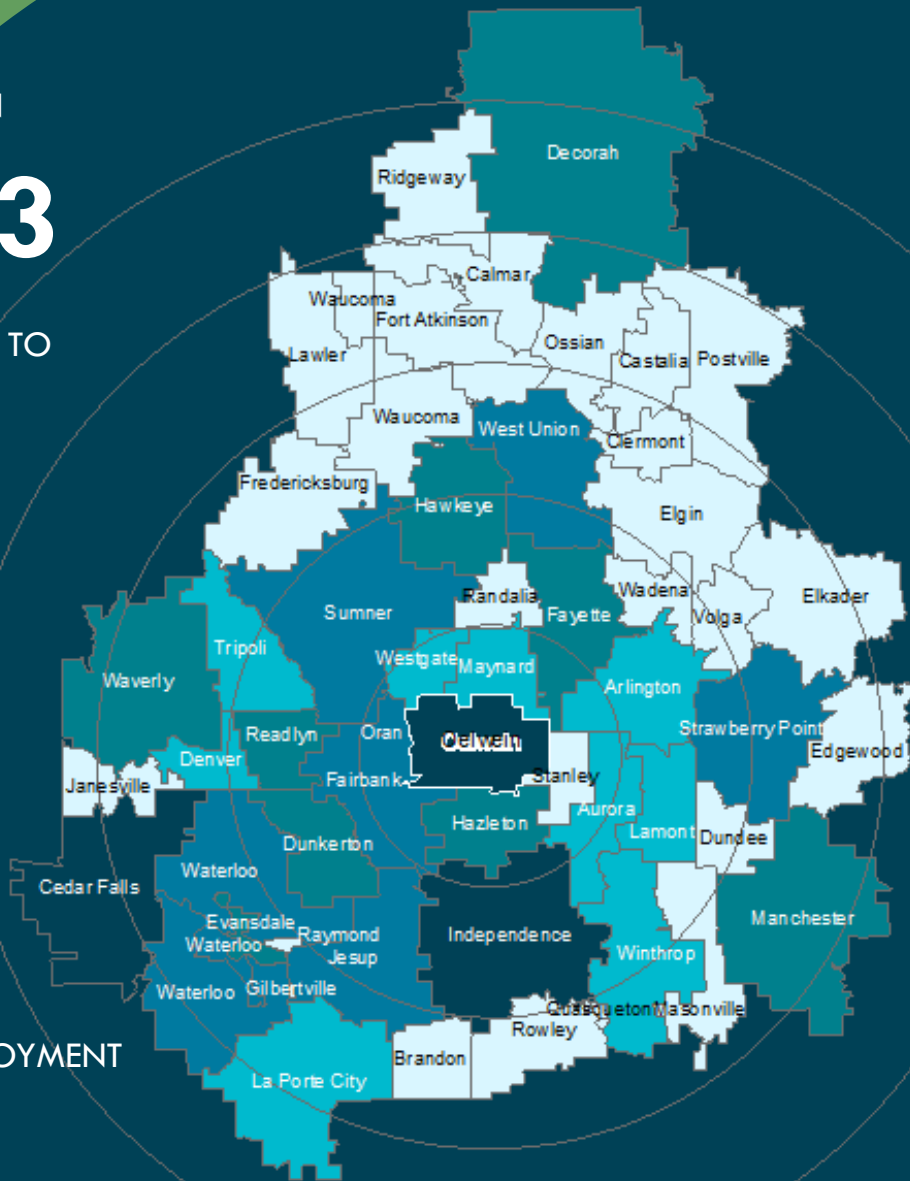 3
TO
OYMENT
Decorah
Ridgeway
Calmar
Waucoma
Fort Atkinson
Ossian
Lawler
Castalia
Postville
Waucoma
West Union
Clermont
Fredericksburg
Hawkeye
Elgin
Randalia
Wadena
Elkader
Sumner
Fayette
Volga
Tripoli
Westgate
Maynard
Waverly
Arlington
Strawberry Point
Oran
Readlyn
Oelwein
Edgewood
Denver
Janesville
Fairbank
Stanley
Aurora
Hazleton
Lamont
Dundee
Dunkerton
Waterloo
Cedar Falls
Evansdale
Manchester
Raymond
Independence
Waterloo
Jesup
Winthrop
Waterloo
Gilbertville
Quasqueton
Masonville
Rowley
Brandon
La Porte City